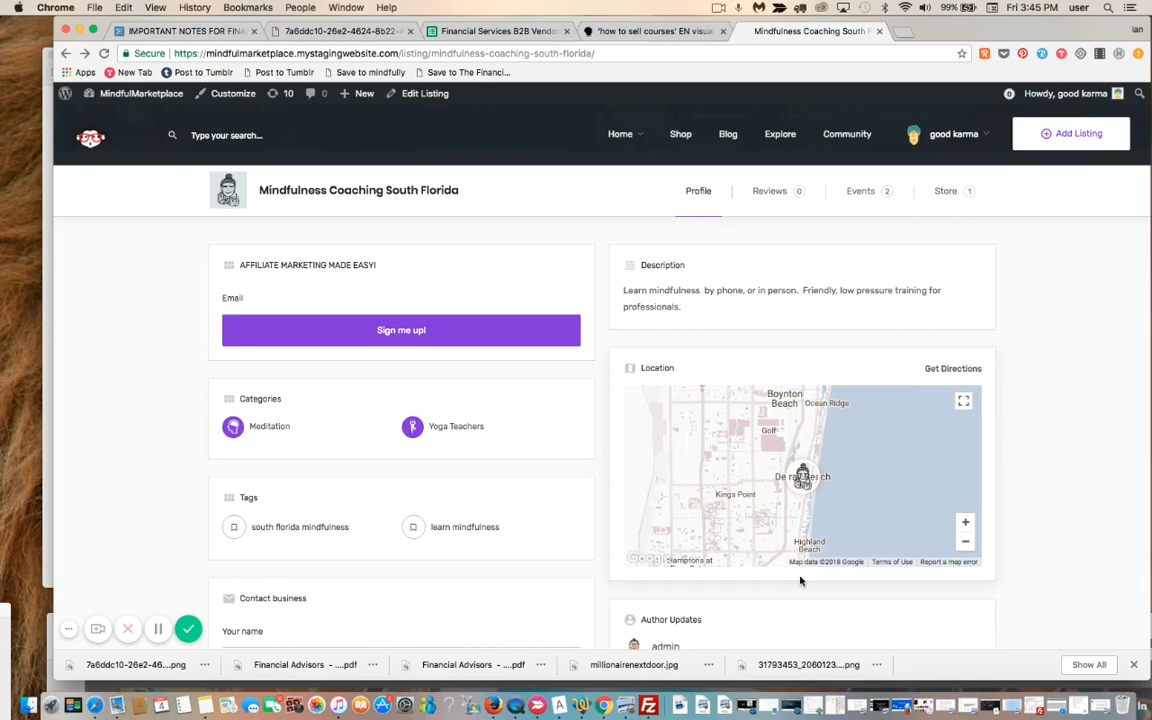 Chrome File Edit View History Bookmarks People Window Help
99% Fri 3:45 PM user
IMPORTANT NOTES FOR FINA
7a6ddc10-26e2-4624-8b22-
Financial Services B2B Vendo
'how to sell courses' EN visual
Mindfulness Coaching South F
ian
Secure https://mindfulmarketplace.mystagingwebsite.com/listing/mindfulness-coaching-south-florida/
Apps New Tab Post to Tumblr Post to Tumblr Save to mindfully Save to The Financi...
MindfulMarketplace Customize 10 0 New Edit Listing
0 Howdy, good karma
Type your search...
Home Shop Blog Explore Community good karma Add Listing
Mindfulness Coaching South Florida
Profile Reviews 0 Events 2 Store 1
AFFILIATE MARKETING MADE EASY!
Email
Sign me up!
Categories
Meditation Yoga Teachers
Tags
south florida mindfulness learn mindfulness
Contact business
Your name
Description
Learn mindfulness by phone, or in person. Friendly, low pressure training for
professionals.
Location Get Directions
Boynton
Beach
Ocean Ridge
Golf
Kings Point
Highland
Beach
Hamptons at
Google
Map data ©2018 Google Terms of Use Report a map error
Author Updates
admin
7a6ddc10-26e2-46....png
Financial Advisors - ....pdf
Financial Advisors - ....pdf
millionairenextdoor.jpg
31793453_2060123....png
Show All